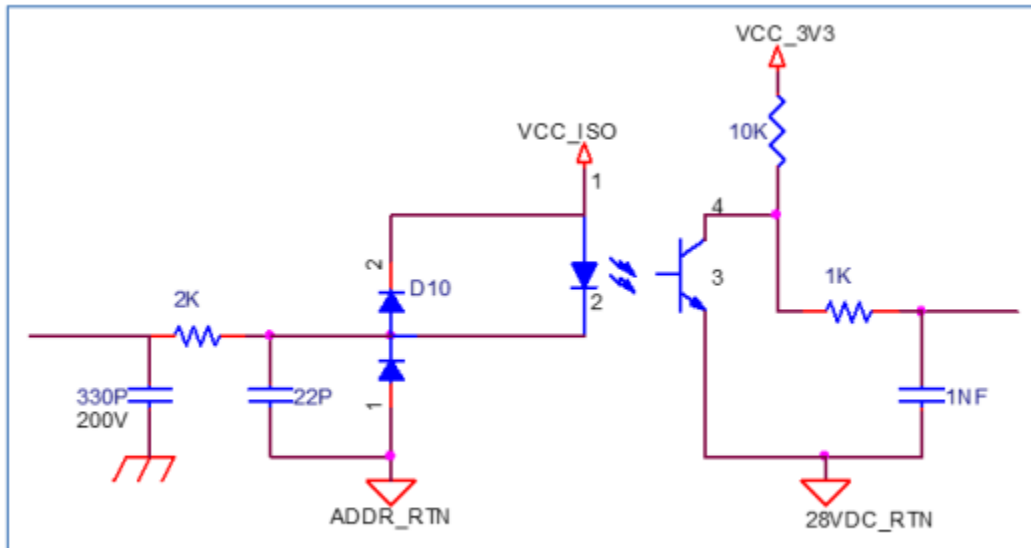 VCC_3V3
10K
VCC_ISO
1
4
2
D10
3
1K
2K
2
330P
200V
22P
1
1NF
ADDR_RTN
28VDC_RTN